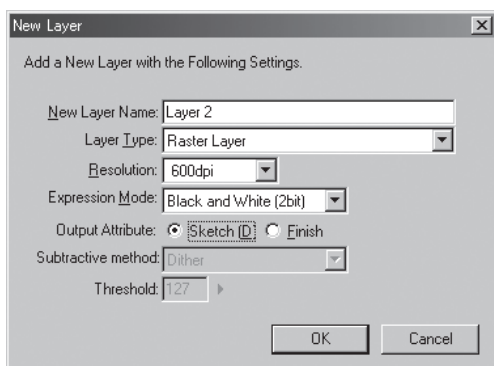 New Layer
Add a New Layer with the Following Settings.
New Layer Name: Layer 2
Layer Type: Raster Layer
Resolution: 600dpi
Expression Mode: Black and White (2bit)
Output Attribute: Sketch (D) Finish
Subtractive method: Dither
Threshold: 127
OK Cancel